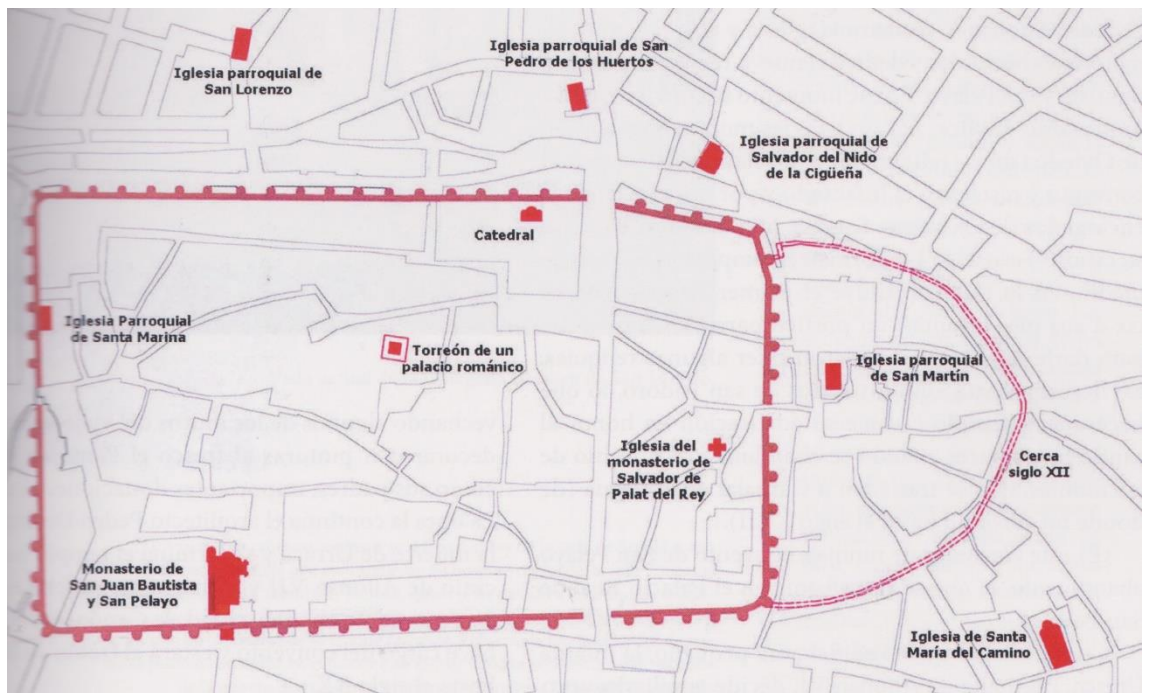 Iglesia parroquial de
San Lorenzo
Iglesia parroquial de San
Pedro de los Huertos
Iglesia parroquial de
Salvador del Nido
de la Cigüeña
Catedral
Iglesia Parroquial
de Santa Marina
Torreón de un
palacio románico
Iglesia parroquial
de San Martín
Iglesia del
monasterio de
Salvador de
Palat del Rey
Cerca
siglo XII
Monasterio de
San Juan Bautista
y San Pelayo
Iglesia de Santa
María del Camino